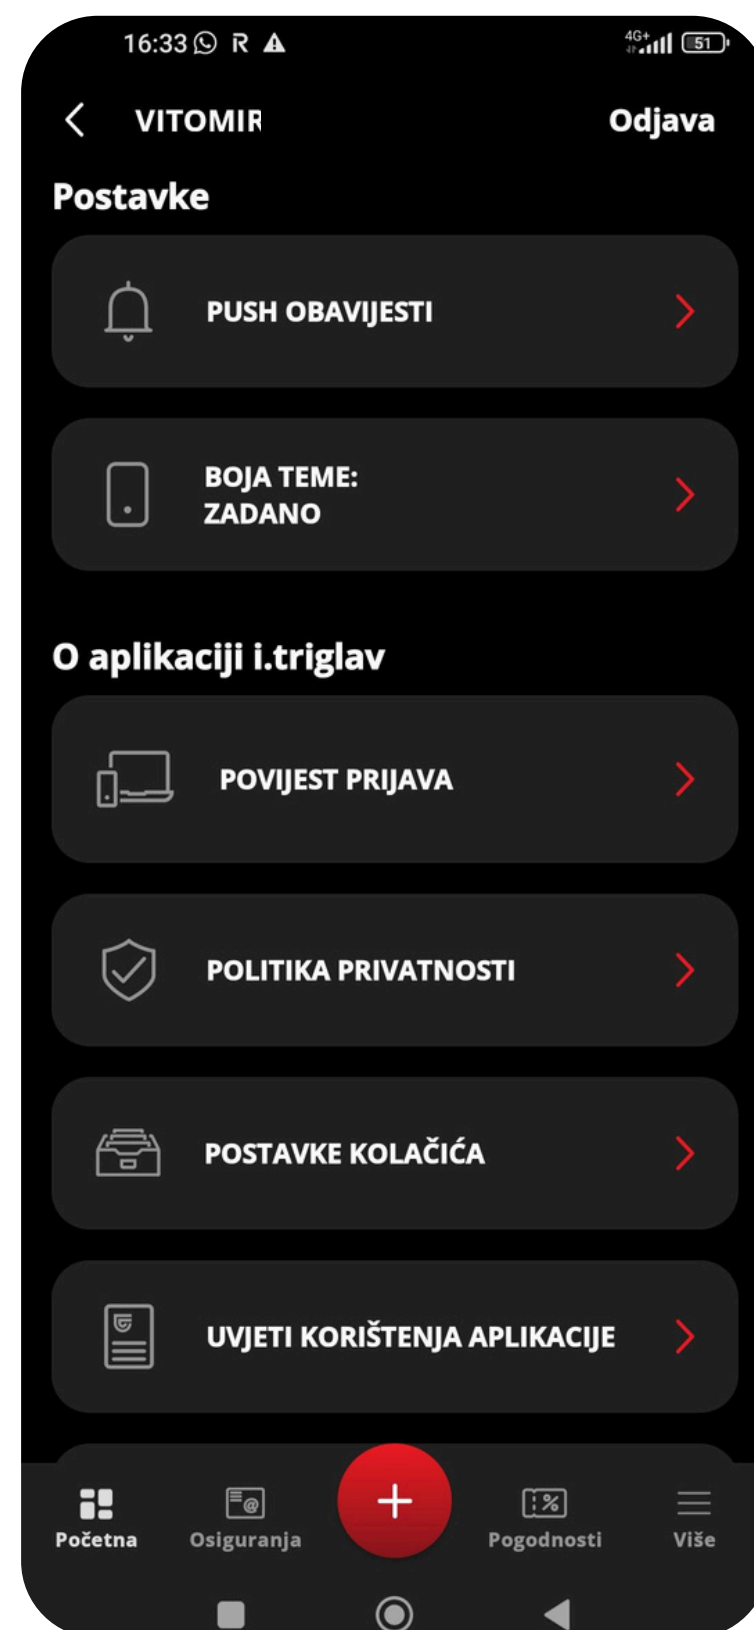 16:33
4G+
51
VITOMIR
Odjava
Postavke
PUSH OBAVIJESTI
BOJA TEME:
ZADANO
O aplikaciji i.triglav
POVIJEST PRIJAVA
POLITIKA PRIVATNOSTI
POSTAVKE KOLAČIĆA
UVJETI KORIŠTENJA APLIKACIJE
Početna
Osiguranja
Pogodnosti
Više